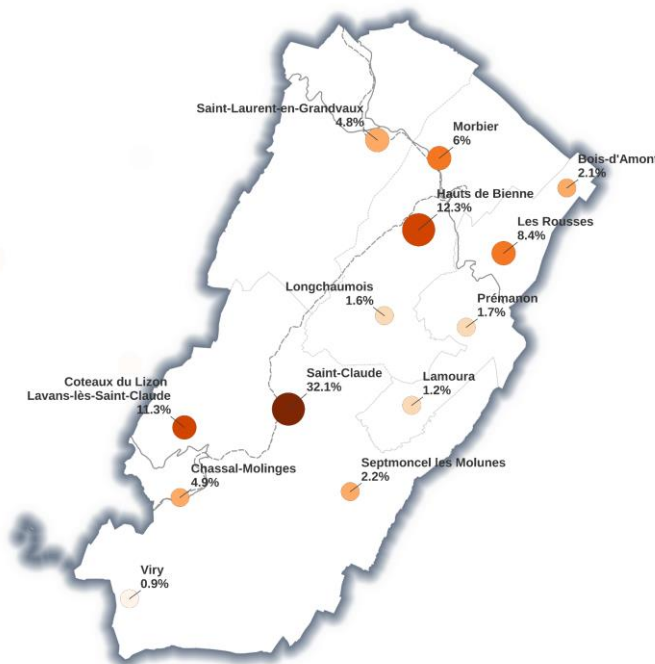 Saint-Laurent-en-Grandvaux
4.8%
Morbier
6%
Bois-d'Amont
2.1%
Hauts de Bienne
12.3%
Les Rousses
8.4%
Longchaumois
1.6%
Prémanon
1.7%
Saint-Claude
32.1%
Lamoura
1.2%
Coteaux du Lizon
Lavans-lès-Saint-Claude
11.3%
Chassal-Molinges
4.9%
Septmoncel les Molunes
2.2%
Viry
0.9%